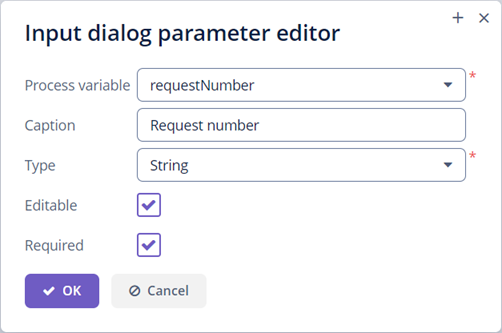 Input dialog parameter editor
Process variable requestNumber *
Caption Request number
Type String *
Editable
Required
OK Cancel